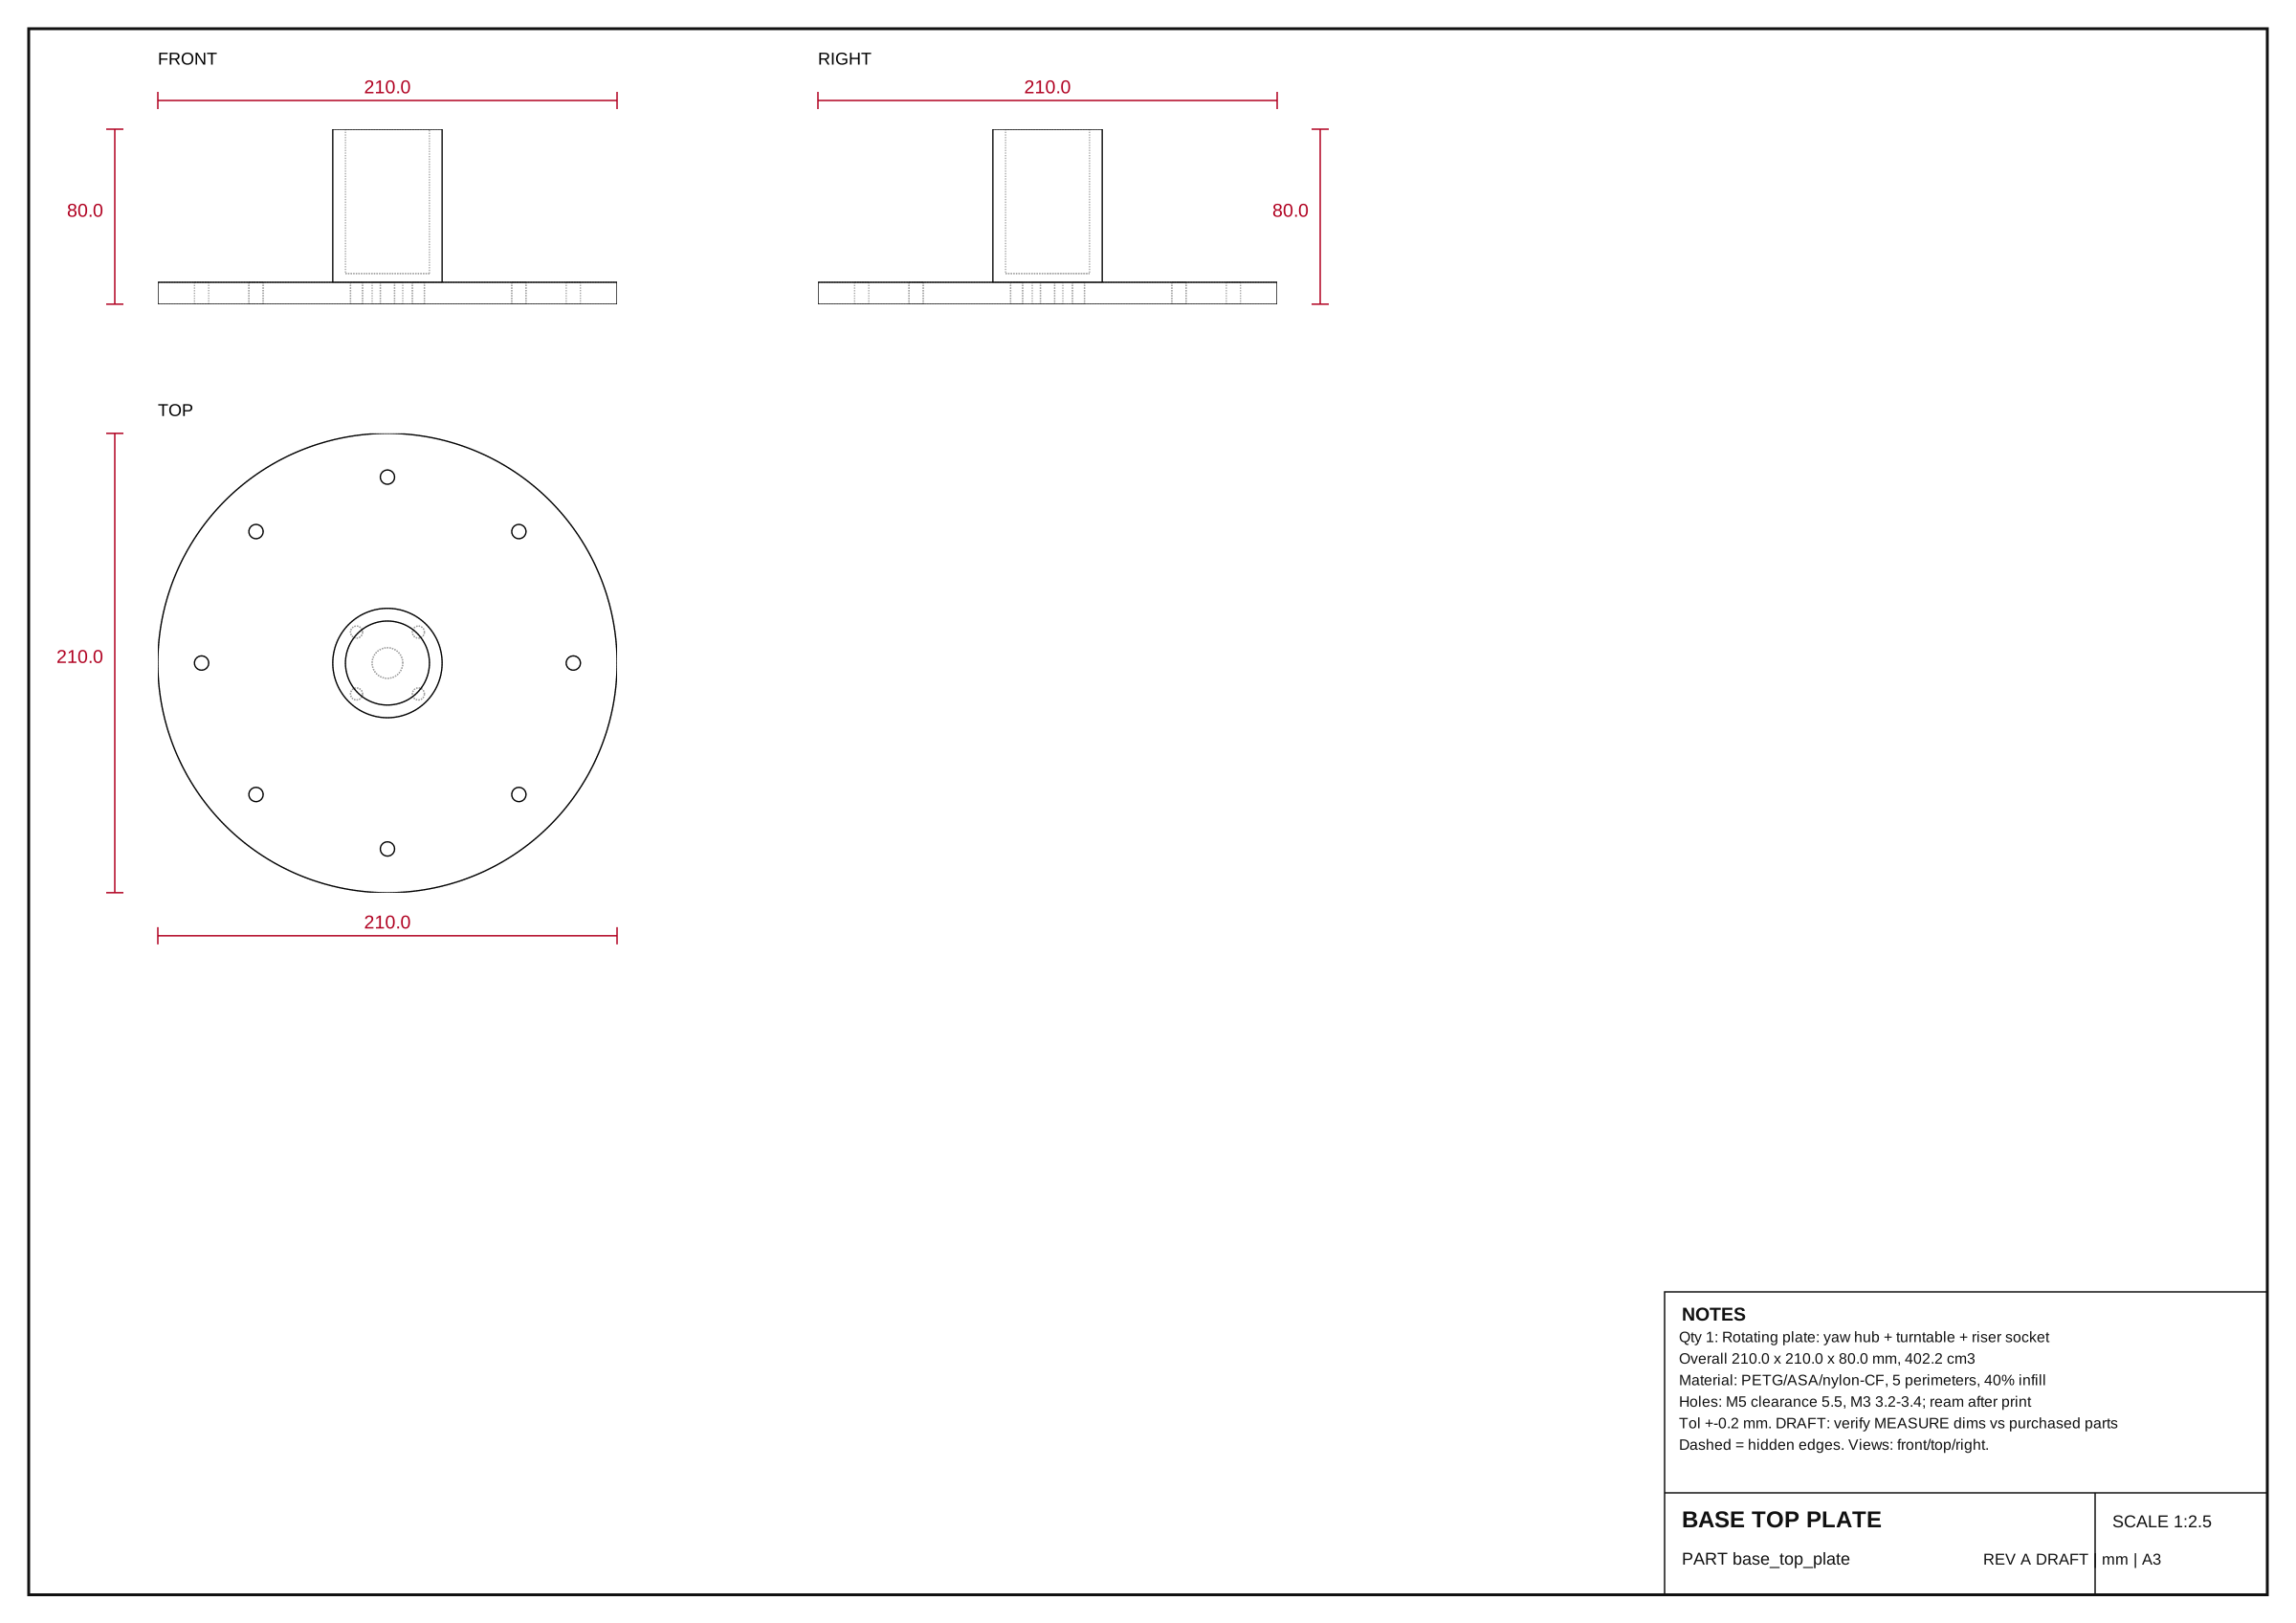 FRONT
210.0
80.0
RIGHT
210.0
80.0
TOP
210.0
210.0
NOTES
Qty 1: Rotating plate: yaw hub + turntable + riser socket
Overall 210.0 x 210.0 x 80.0 mm, 402.2 cm3
Material: PETG/ASA/nylon-CF, 5 perimeters, 40% infill
Holes: M5 clearance 5.5, M3 3.2-3.4; ream after print
Tol +-0.2 mm. DRAFT: verify MEASURE dims vs purchased parts
Dashed = hidden edges. Views: front/top/right.
BASE TOP PLATE
SCALE 1:2.5
PART base_top_plate
REV A DRAFT | mm | A3